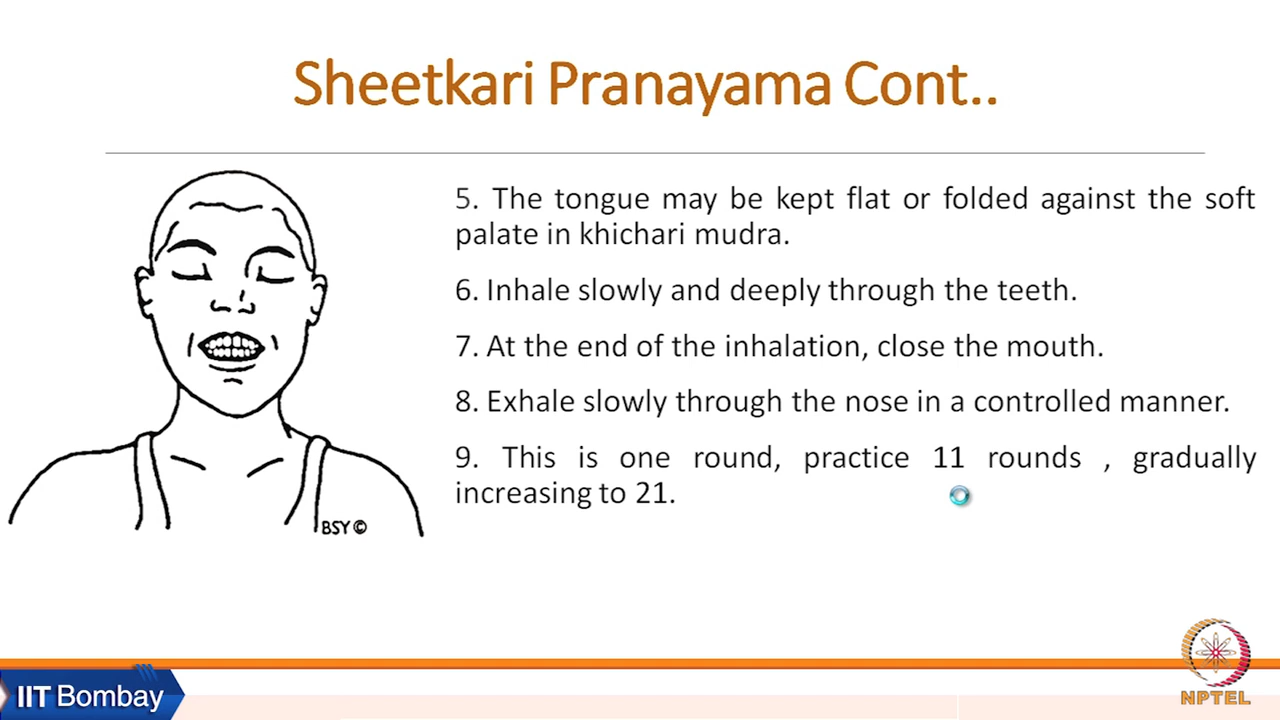 Sheetkari Pranayama Cont..
5. The tongue may be kept flat or folded against the soft
palate in khichari mudra.
6. Inhale slowly and deeply through the teeth.
7. At the end of the inhalation, close the mouth.
8. Exhale slowly through the nose in a controlled manner.
9. This is one round, practice 11 rounds , gradually
increasing to 21.
BSY ©
IIT Bombay
NPTEL